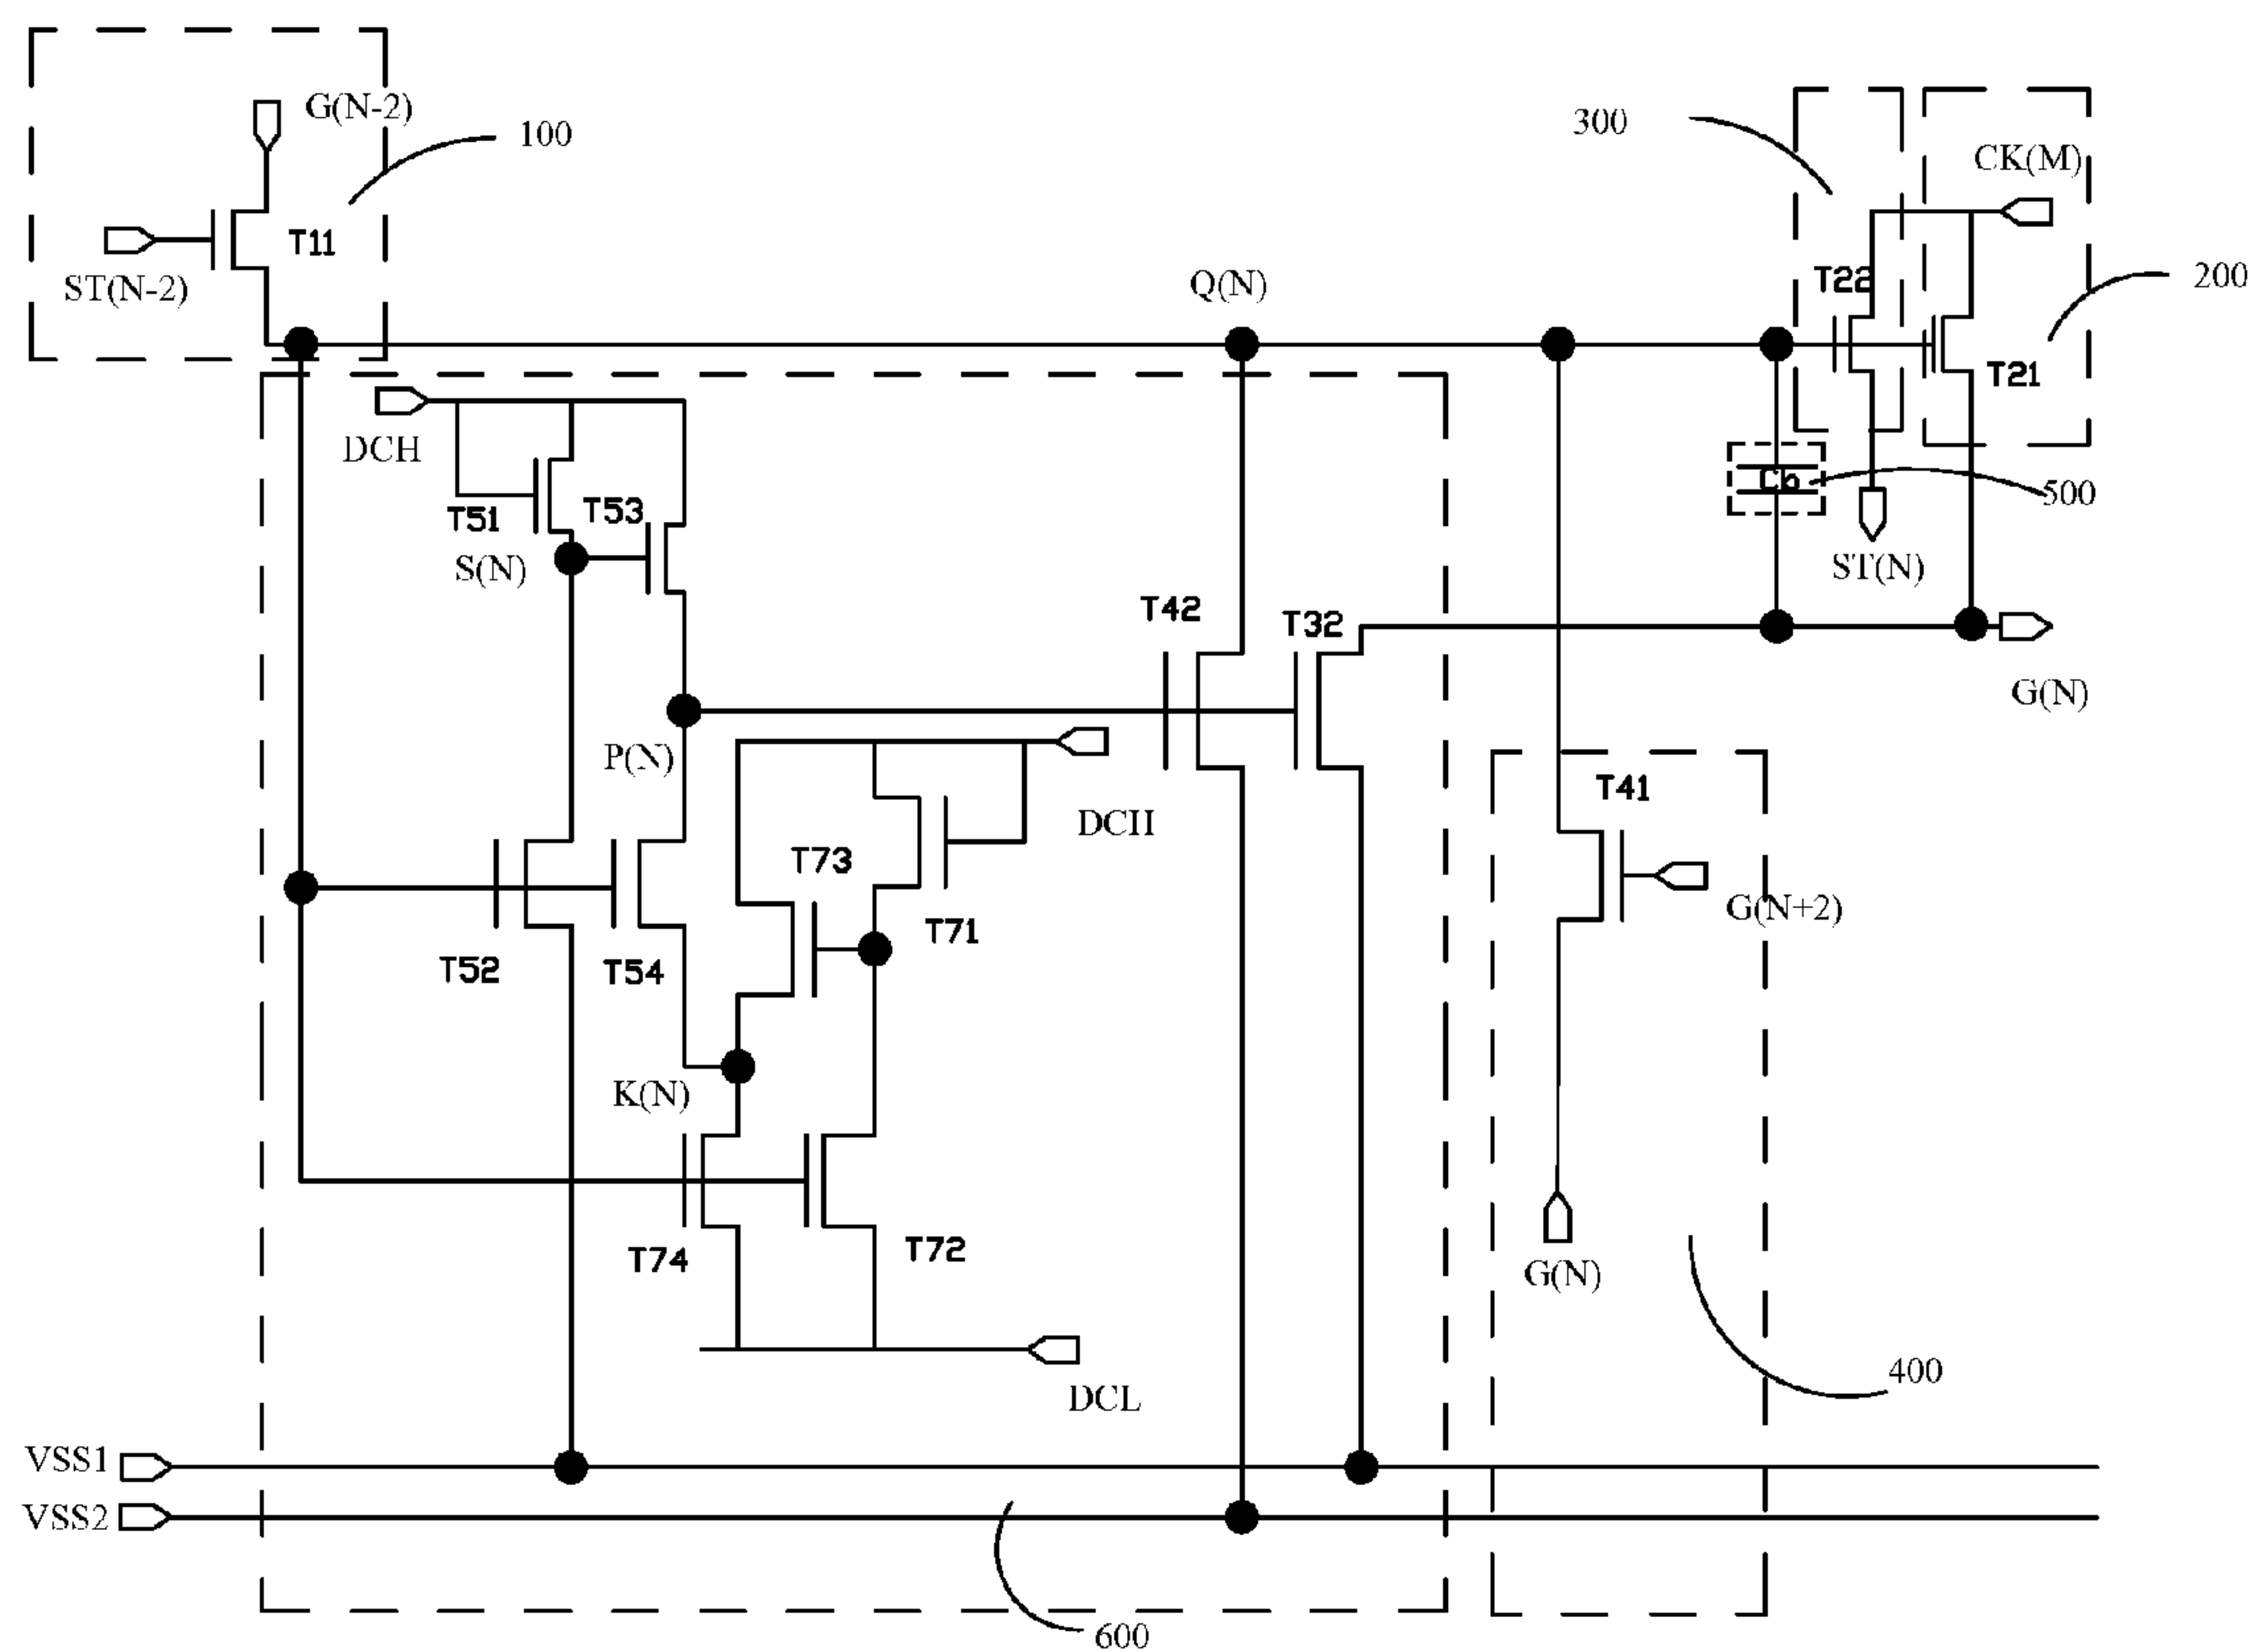 G(N-2)
100
300
CK(M)
T11
ST(N-2)
Q(N)
T22
200
T21
DCH
Cb
500
T51
T53
S(N)
ST(N)
T42
T32
G(N)
P(N)
T41
DCH
T73
G(N+2)
T71
T52
T54
K(N)
T74
T72
G(N)
400
DCL
VSS1
VSS2
600